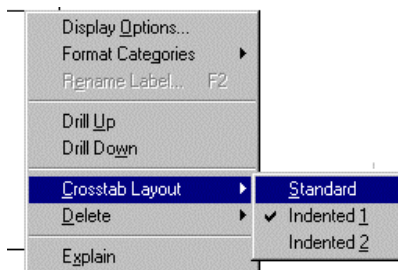 Display Options...
Format Categories
Rename Label... F2
Drill Up
Drill Down
Crosstab Layout
Delete
Explain
Standard
Indented 1
Indented 2